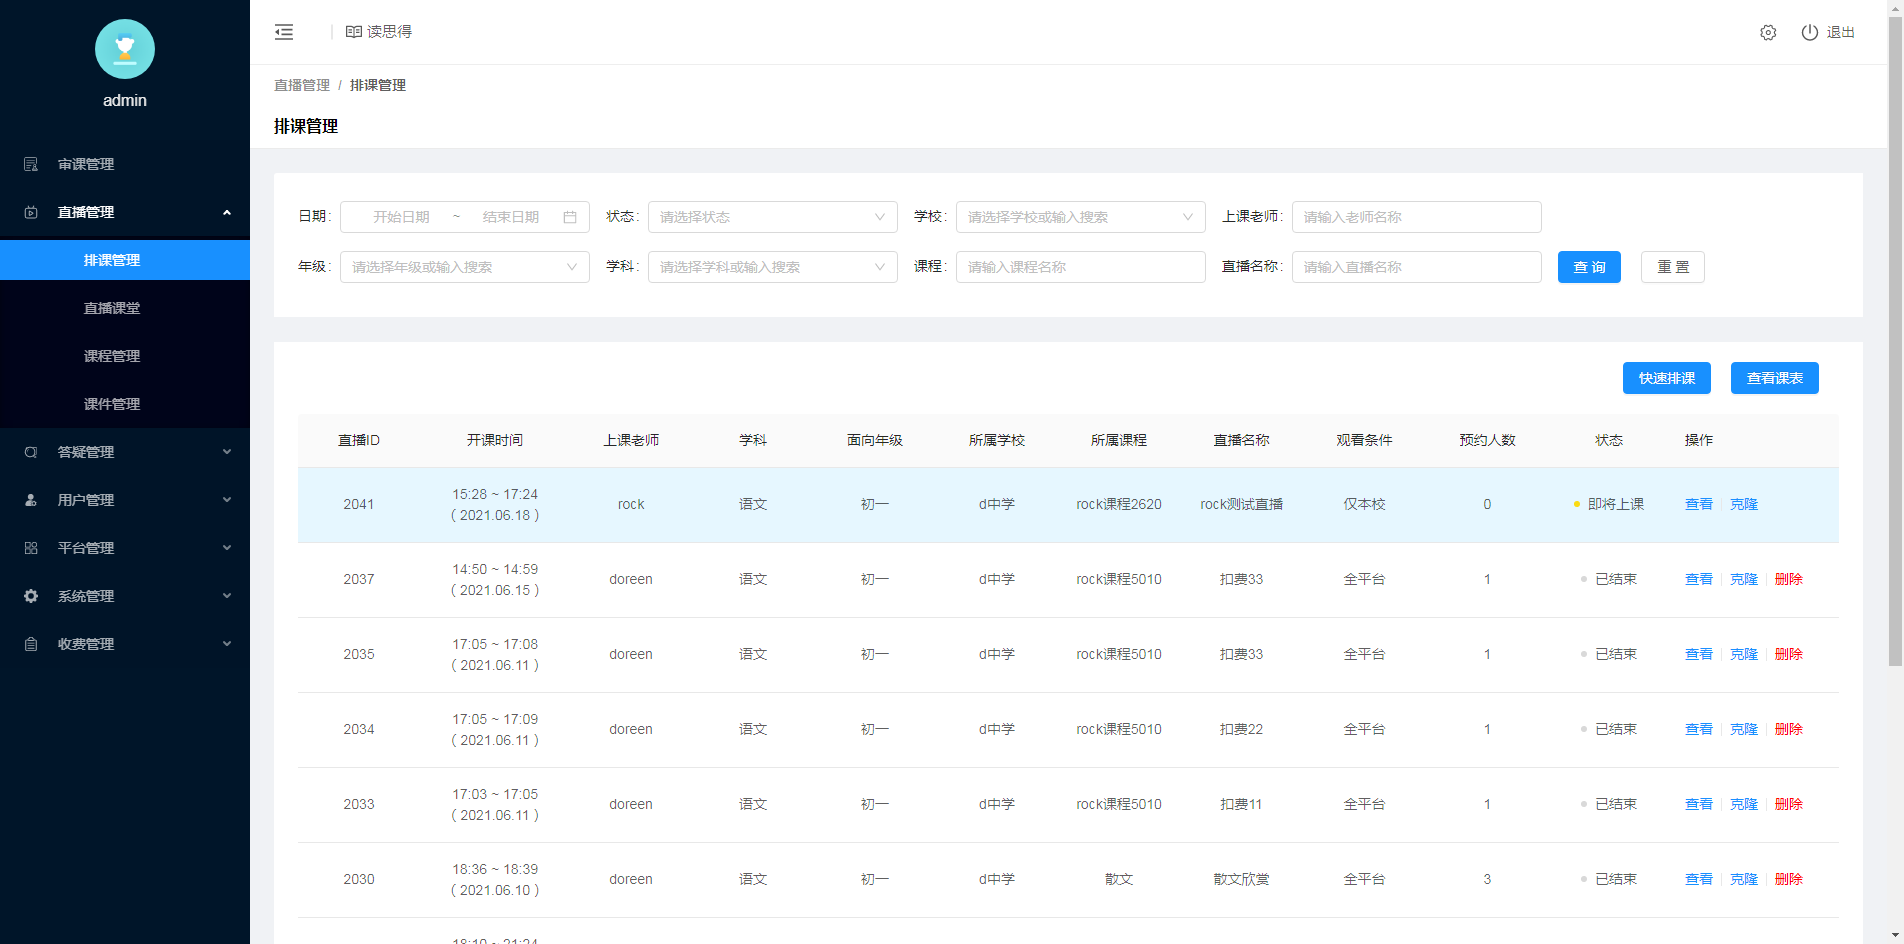 admin
审课管理
直播管理
排课管理
直播课堂
课程管理
课件管理
答疑管理
用户管理
平台管理
系统管理
收费管理
读思得
退出
直播管理 / 排课管理
排课管理
日期: 开始日期 ~ 结束日期 状态: 请选择状态 学校: 请选择学校或输入搜索 上课老师: 请输入老师名称
年级: 请选择年级或输入搜索 学科: 请选择学科或输入搜索 课程: 请输入课程名称 直播名称: 请输入直播名称 查 询 重 置
快速排课 查看课表
直播ID 开课时间 上课老师 学科 面向年级 所属学校 所属课程 直播名称 观看条件 预约人数 状态 操作
2041 15:28 ~ 17:24 rock 语文 初一 d中学 rock课程2620 rock测试直播 仅本校 0 即将上课 查看 克隆
( 2021.06.18 )
2037 14:50 ~ 14:59 doreen 语文 初一 d中学 rock课程5010 扣费33 全平台 1 已结束 查看 克隆 删除
( 2021.06.15 )
2035 17:05 ~ 17:08 doreen 语文 初一 d中学 rock课程5010 扣费33 全平台 1 已结束 查看 克隆 删除
( 2021.06.11 )
2034 17:05 ~ 17:09 doreen 语文 初一 d中学 rock课程5010 扣费22 全平台 1 已结束 查看 克隆 删除
( 2021.06.11 )
2033 17:03 ~ 17:05 doreen 语文 初一 d中学 rock课程5010 扣费11 全平台 1 已结束 查看 克隆 删除
( 2021.06.11 )
2030 18:36 ~ 18:39 doreen 语文 初一 d中学 散文 散文欣赏 全平台 3 已结束 查看 克隆 删除
( 2021.06.10 )